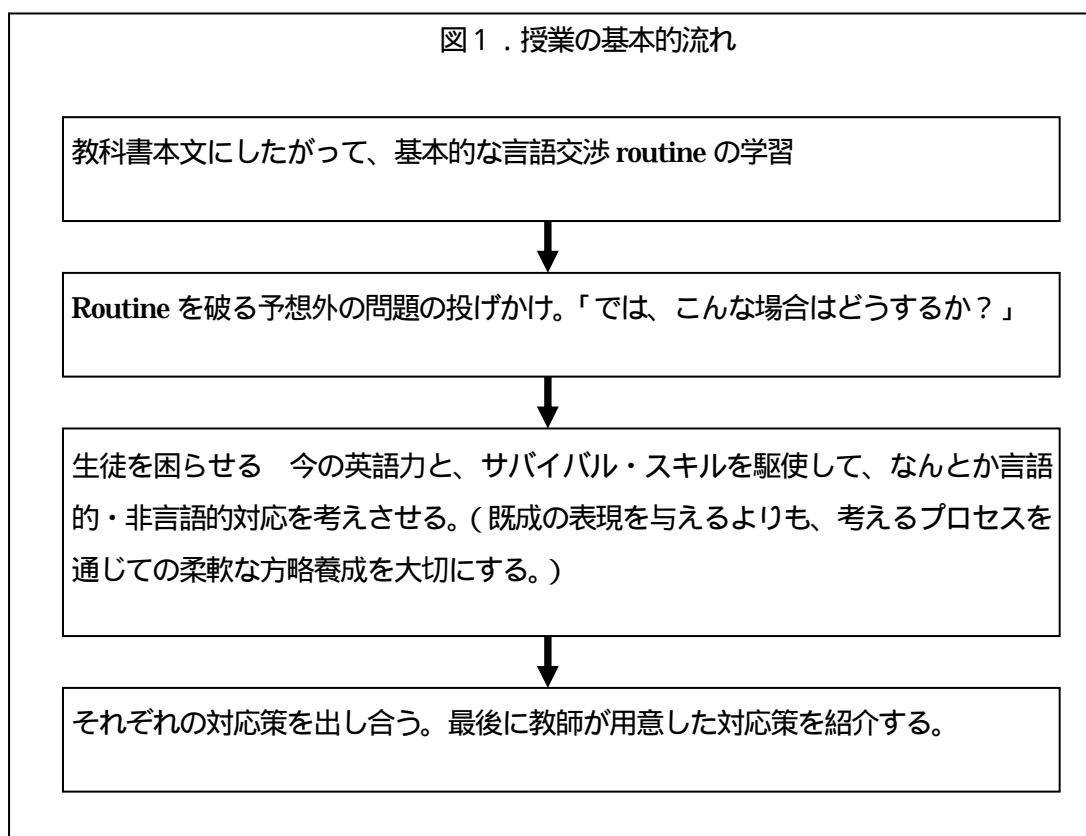 図1.授業の基本的流れ
教科書本文にしたがって、基本的な言語交渉 routine の学習
Routine を破る予想外の問題の投げかけ。「では、こんな場合はどうするか?」
生徒を困らせる 今の英語力と、サバイバル・スキルを駆使して、なんとか言語
的・非言語的対応を考えさせる。(既成の表現を与えるよりも、考えるプロセスを
通じての柔軟な方略養成を大切にする。)
それぞれの対応策を出し合う。最後に教師が用意した対応策を紹介する。